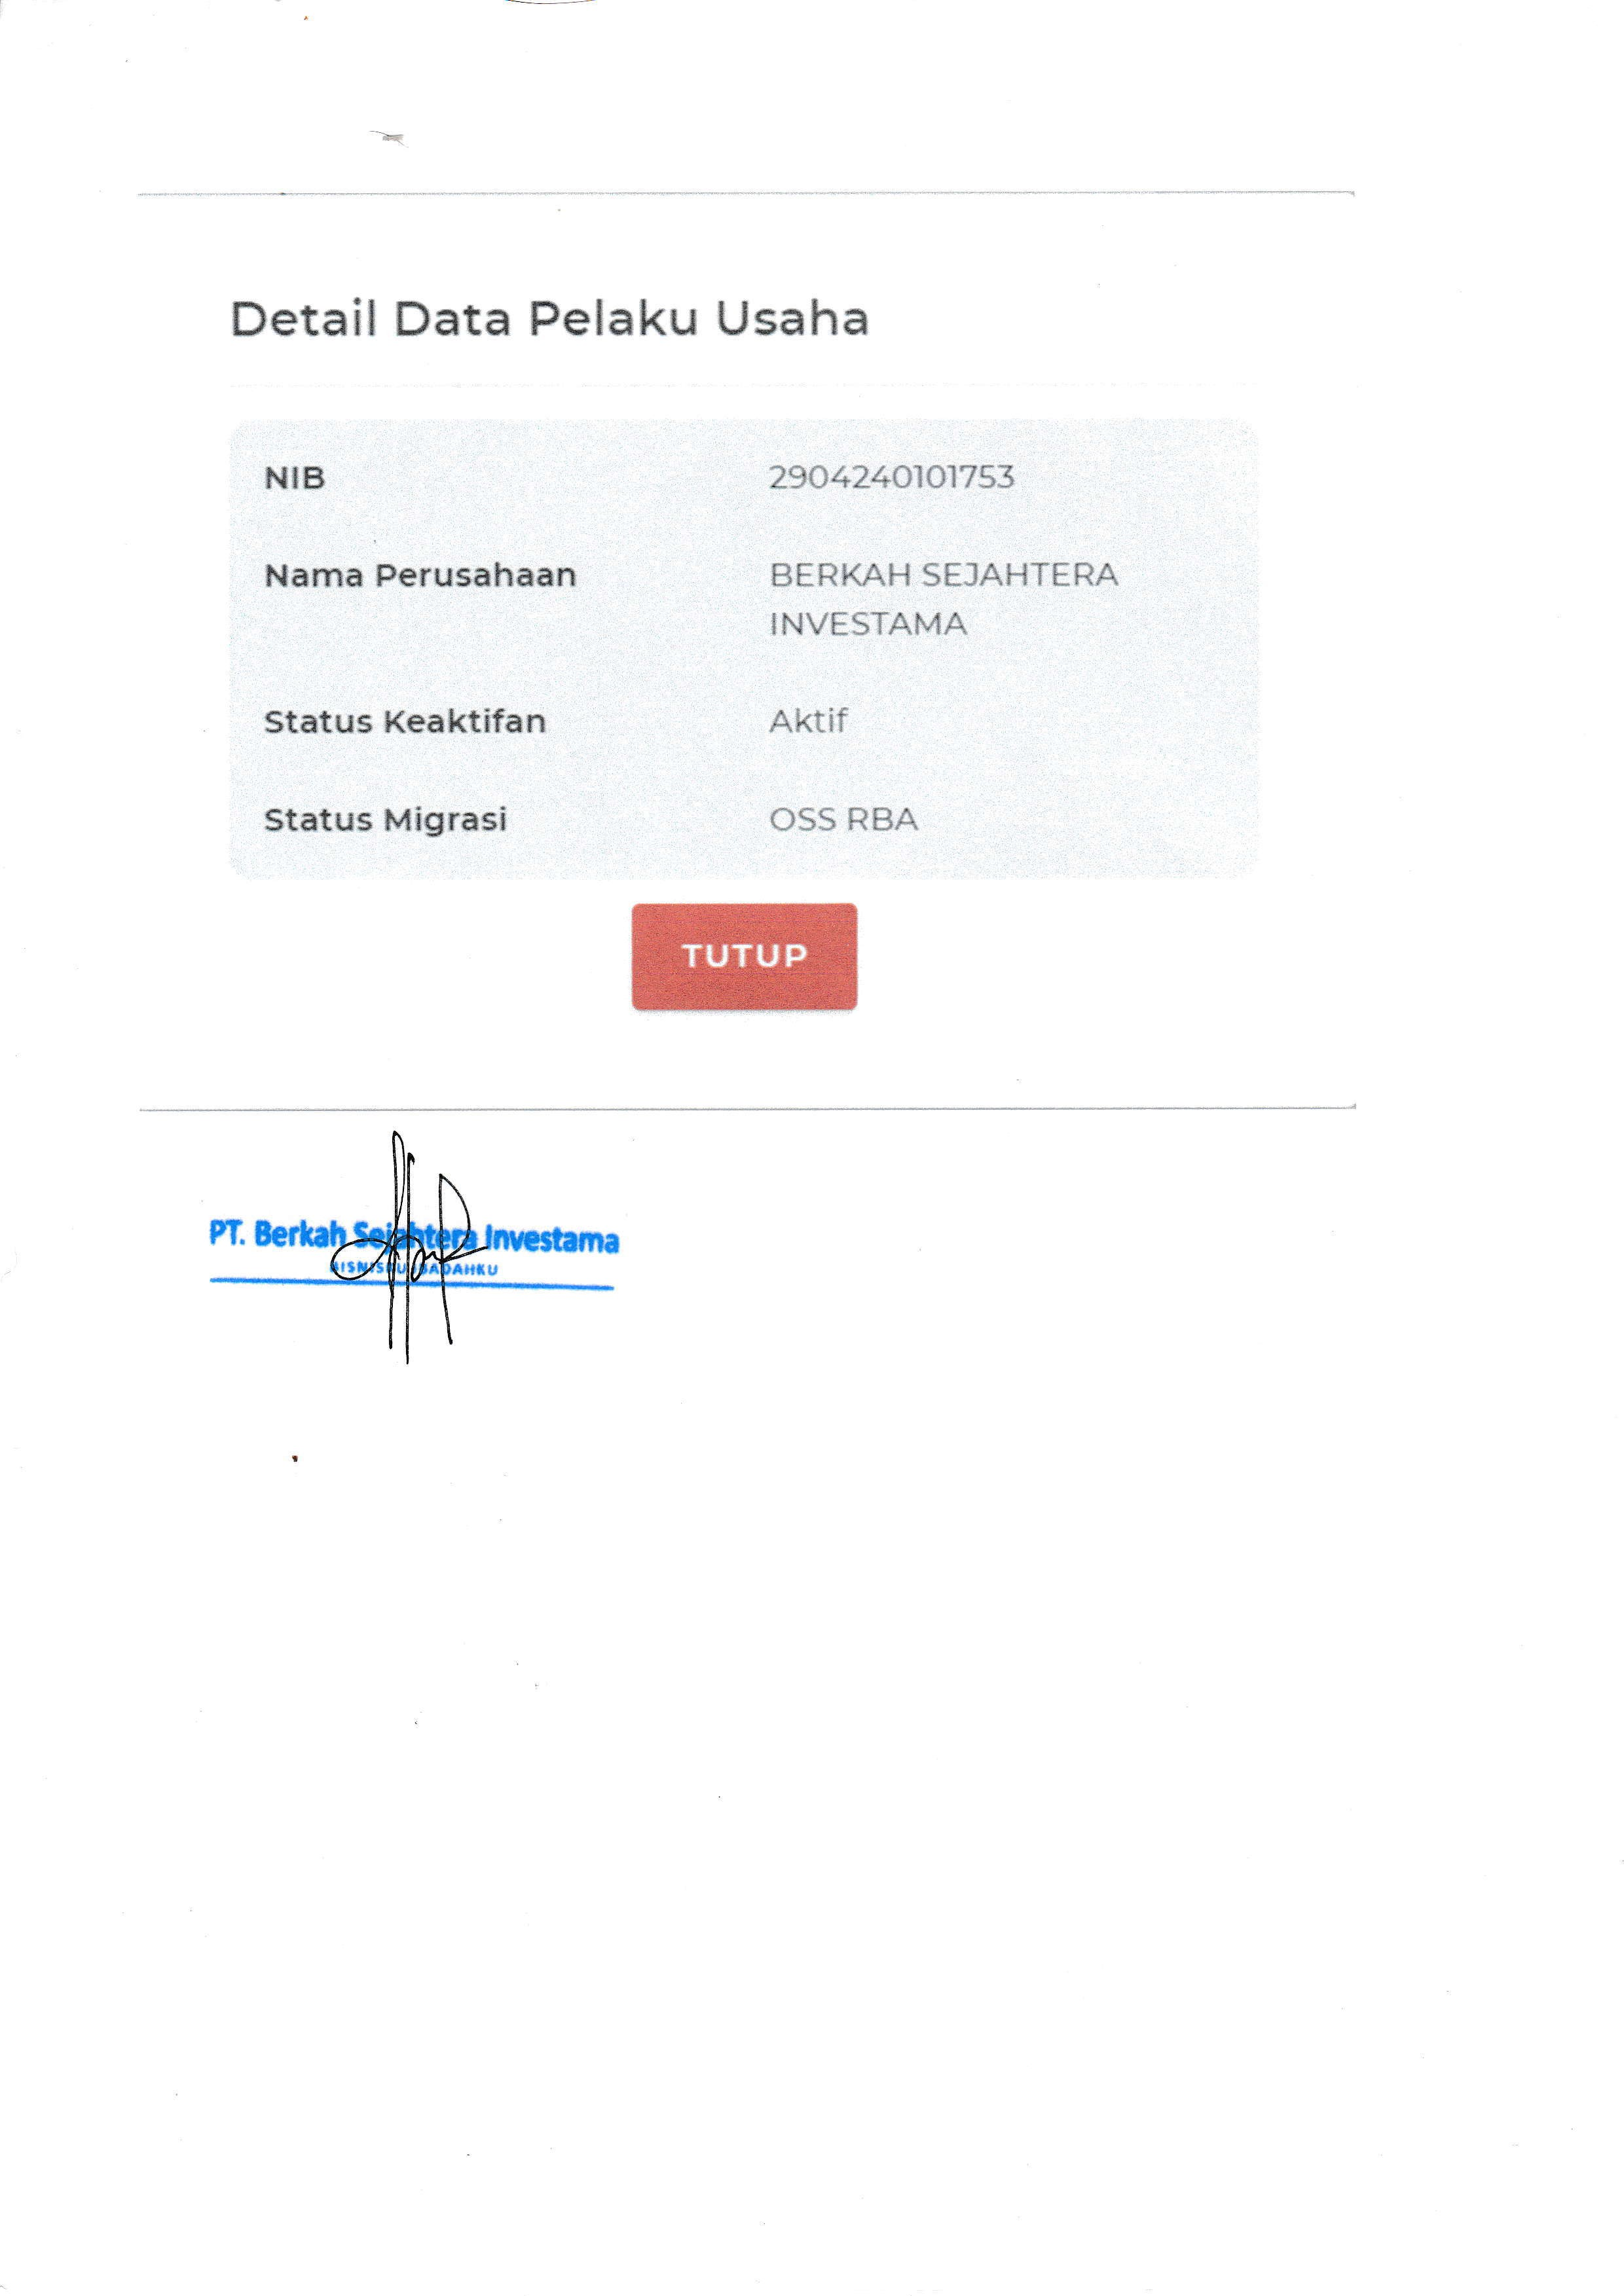 Detail Data Pelaku Usaha
NIB 2904240101753
Nama Perusahaan BERKAH SEJAHTERA
INVESTAMA
Status Keaktifan Aktif
Status Migrasi OSS RBA
TUTUP
PT. Berkah Sejahtera Investama